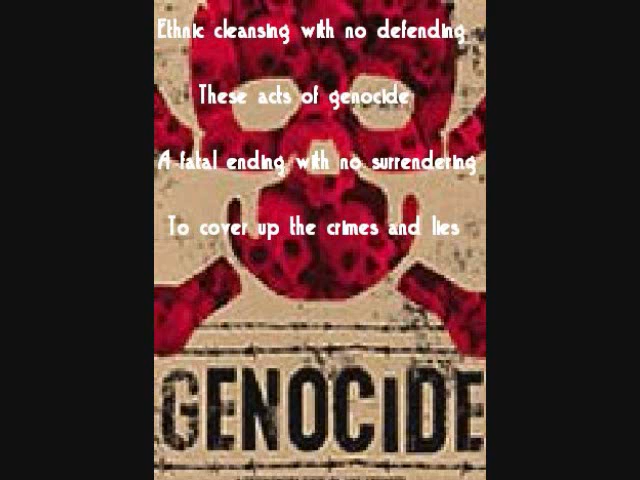 Ethnic cleansing with no defending
These acts of genocide
A fatal ending with no surrendering
To cover up the crimes and lies
GENOCiDE